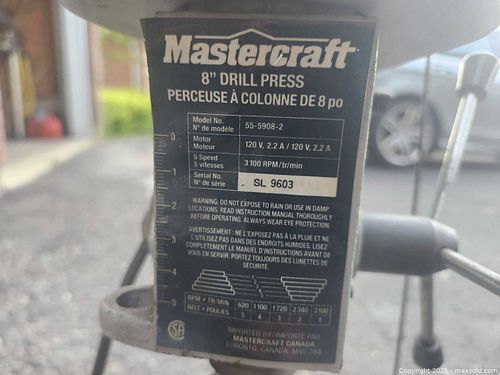 Mastercraft
8" DRILL PRESS
PERCEUSE À COLONNE DE 8 po
Model No.
N° de modèle
55-5908-2
Motor
Moteur
120 V, 2.2 A / 120 V, 2.2 A
5 Speed
5 vitesses
3 100 RPM/tr/min
Serial No.
N° de série
SL 9603
WARNING: DO NOT EXPOSE TO RAIN OR USE IN DAMP
LOCATIONS. READ INSTRUCTION MANUAL THOROUGHLY
BEFORE OPERATING. ALWAYS WEAR EYE PROTECTION.
AVERTISSEMENT : NE L'EXPOSEZ PAS À LA PLUIE ET NE
L'UTILISEZ PAS DANS DES ENDROITS HUMIDES. LISEZ
COMPLÈTEMENT LE MANUEL D'INSTRUCTIONS AVANT DE
VOUS EN SERVIR. PORTEZ TOUJOURS DES LUNETTES DE
SÉCURITÉ.
0
1
2
3
4
5
RPM • TR/MIN 620 1100 1720 2340 3100
BELT • POULIES 5 4 3 2 1
IMPORTED BY/IMPORTÉ PAR
MASTERCRAFT CANADA
TORONTO, CANADA M4S 2B8
Copyright 2025 - maxsold.com